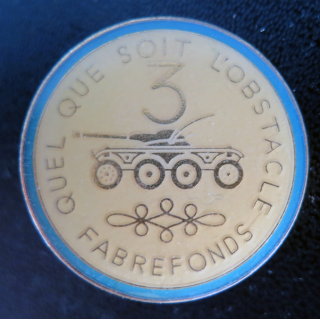 QUEL QUE SOIT L'OBSTACLE
3
FABREFONDS